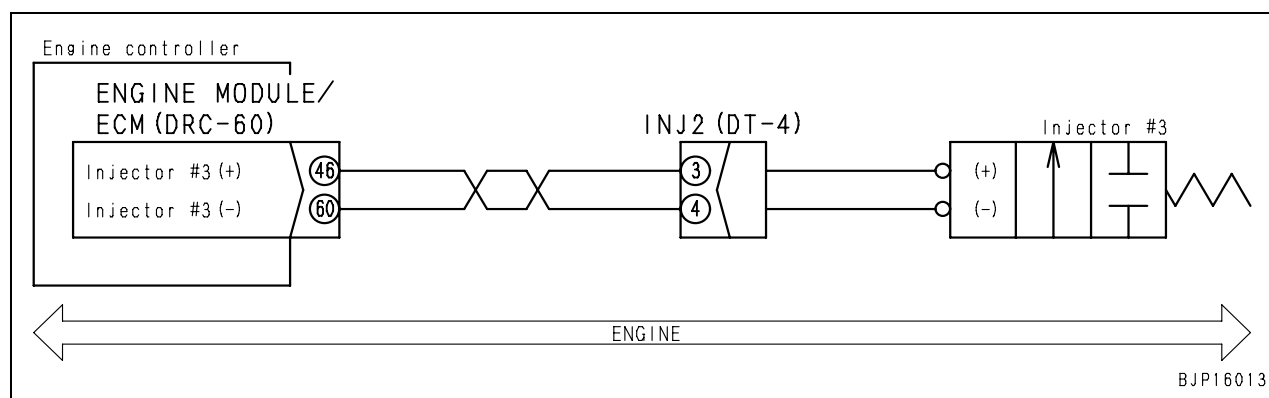 Engine controller
ENGINE MODULE/
ECM(DRC-60)
INJ2(DT-4)
Injector #3
Injector #3(+) 46 3 (+)
Injector #3(-) 60 4 (-)
ENGINE
BJP16013